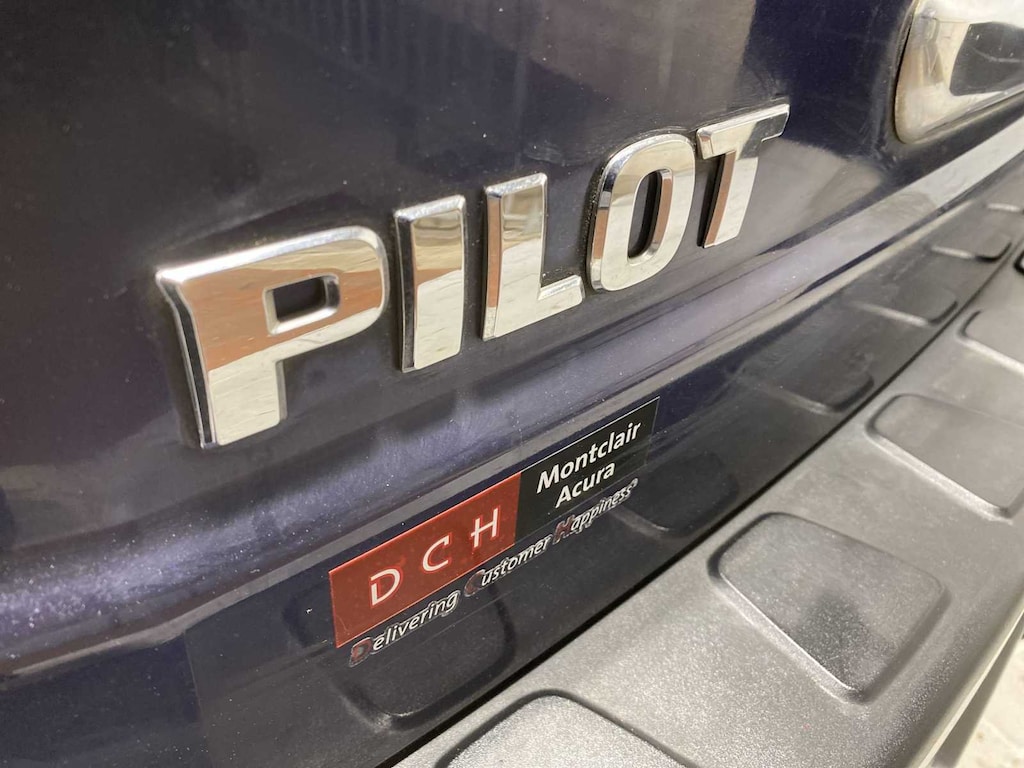 PILOT
DCH
Montclair
Acura
Delivering Customer Happiness®